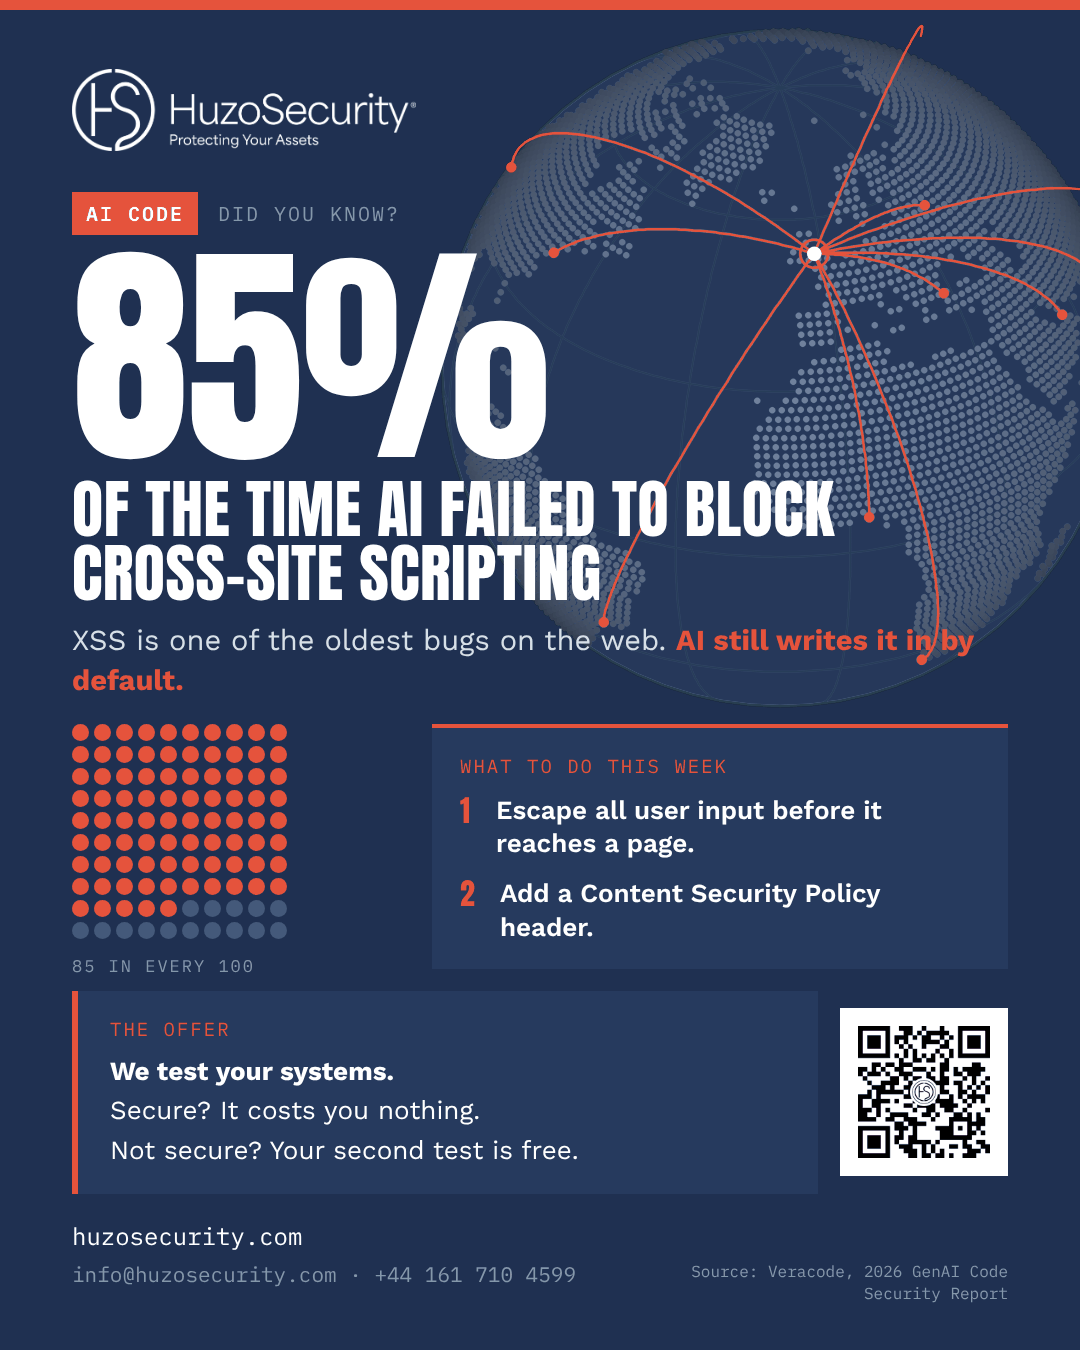 HuzoSecurity®
Protecting Your Assets
AI CODE DID YOU KNOW?
85%
OF THE TIME AI FAILED TO BLOCK
CROSS-SITE SCRIPTING
XSS is one of the oldest bugs on the web. AI still writes it in by
default.
85 IN EVERY 100
WHAT TO DO THIS WEEK
1 Escape all user input before it
reaches a page.
2 Add a Content Security Policy
header.
THE OFFER
We test your systems.
Secure? It costs you nothing.
Not secure? Your second test is free.
huzosecurity.com
info@huzosecurity.com · +44 161 710 4599
Source: Veracode, 2026 GenAI Code
Security Report